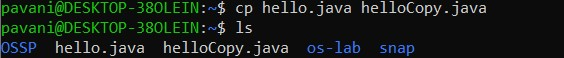 pavani@DESKTOP-38OLEIN:~$ cp hello.java helloCopy.java
pavani@DESKTOP-38OLEIN:~$ ls
OSSP hello.java helloCopy.java os-lab snap